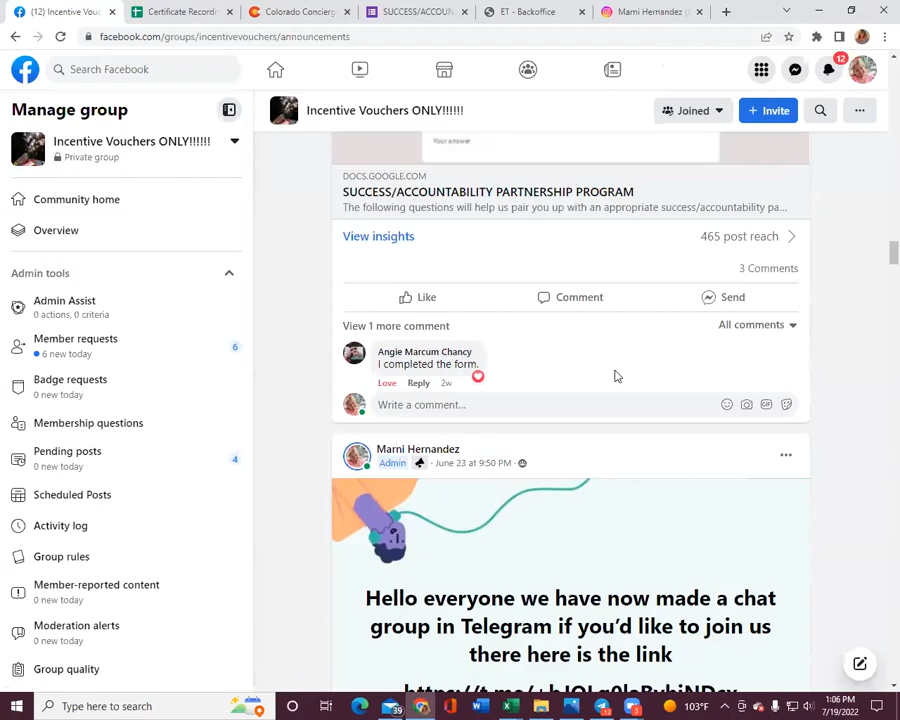 (12) Incentive Vouc
Certificate Recordi
Colorado Concierg
SUCCESS/ACCOUN
ET - Backoffice
Marni Hernandez (
facebook.com/groups/incentivevouchers/announcements
Search Facebook
12
Manage group
Incentive Vouchers ONLY!!!!!!
Joined
+ Invite
Incentive Vouchers ONLY!!!!!!
Private group
Community home
Overview
Admin tools
Admin Assist
0 actions, 0 criteria
Member requests
6 new today
6
Badge requests
0 new today
Membership questions
Pending posts
0 new today
4
Scheduled Posts
Activity log
Group rules
Member-reported content
0 new today
Moderation alerts
0 new today
Group quality
Your answer
DOCS.GOOGLE.COM
SUCCESS/ACCOUNTABILITY PARTNERSHIP PROGRAM
The following questions will help us pair you up with an appropriate success/accountability pa...
View insights
465 post reach
3 Comments
Like
Comment
Send
View 1 more comment
All comments
Angie Marcum Chancy
I completed the form.
Love Reply 2w
Write a comment...
GIF
Marni Hernandez
Admin · June 23 at 9:50 PM ·
Hello everyone we have now made a chat
group in Telegram if you'd like to join us
there here is the link
Type here to search
39
12
3
103°F
1:06 PM
7/19/2022